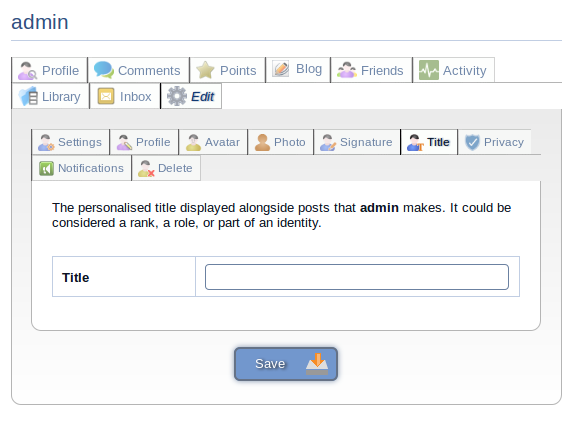 admin
Profile Comments Points Blog Friends Activity
Library Inbox Edit
Settings Profile Avatar Photo Signature Title Privacy
Notifications Delete
The personalised title displayed alongside posts that admin makes. It could be
considered a rank, a role, or part of an identity.
Title
Save